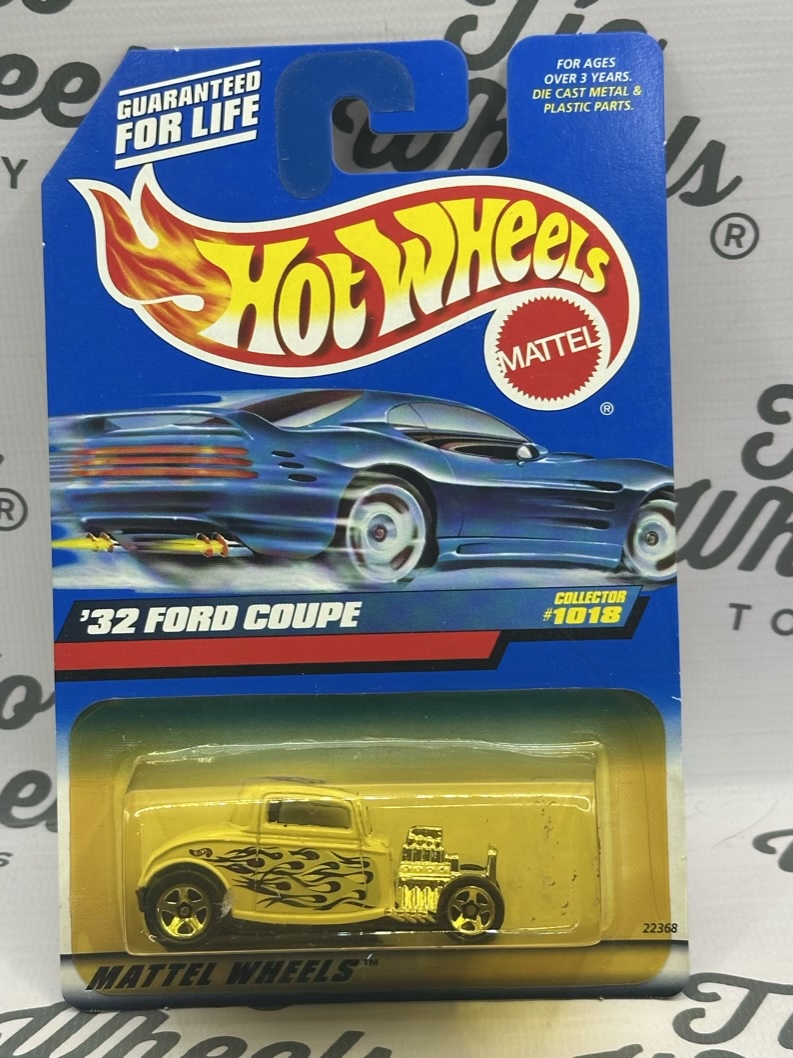 GUARANTEED
FOR LIFE
FOR AGES
OVER 3 YEARS.
DIE CAST METAL &
PLASTIC PARTS.
HOT WHEELS
MATTEL
®
'32 FORD COUPE
COLLECTOR
#1018
22368
MATTEL WHEELS™
Wheels
®